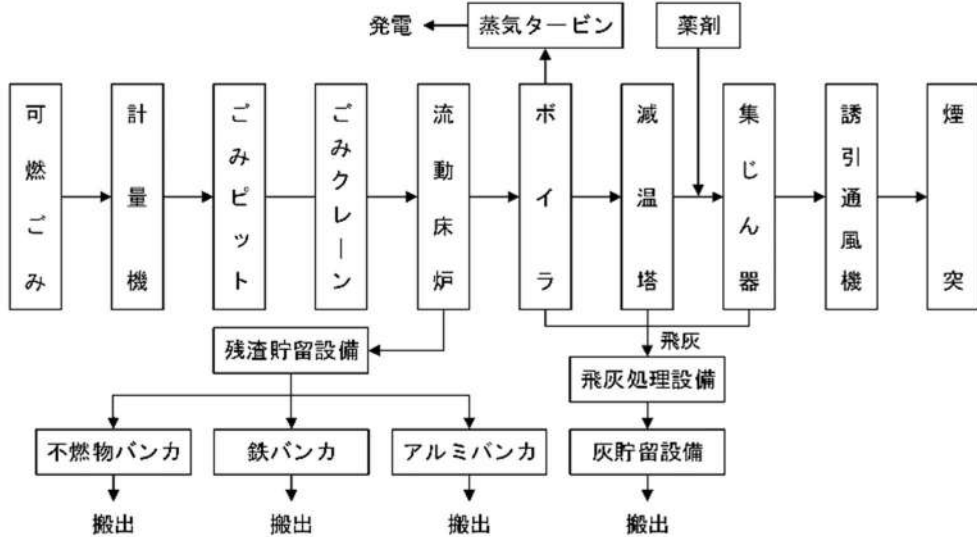 発電
蒸気タービン
薬剤
可燃ごみ
計量機
ごみピット
ごみクレーン
流動床炉
ボイラ
減温塔
集じん器
誘引通風機
煙突
残渣貯留設備
飛灰
飛灰処理設備
不燃物バンカ
鉄バンカ
アルミバンカ
灰貯留設備
搬出
搬出
搬出
搬出